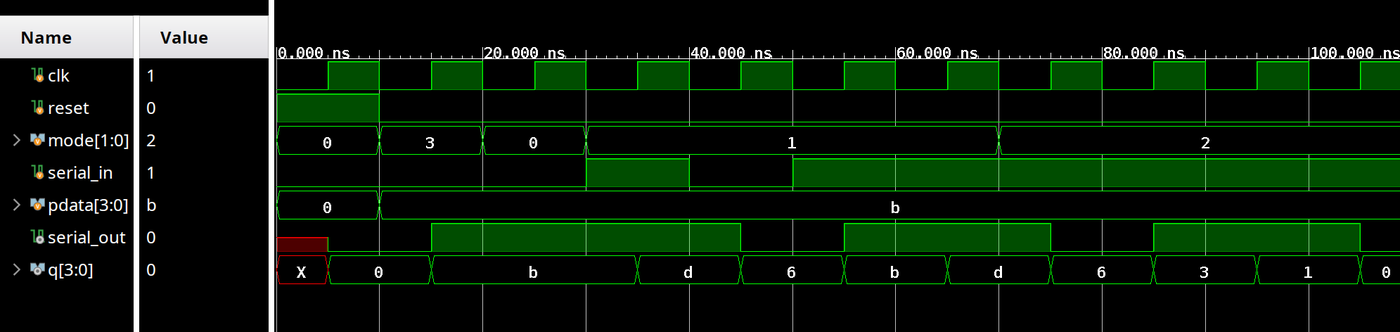 Name Value
0.000 ns 20.000 ns 40.000 ns 60.000 ns 80.000 ns 100.000 ns
clk 1
reset 0
mode[1:0] 2 0 3 0 1 2
serial_in 1
pdata[3:0] b 0 b
serial_out 0
q[3:0] 0 X 0 b d 6 b d 6 3 1 0